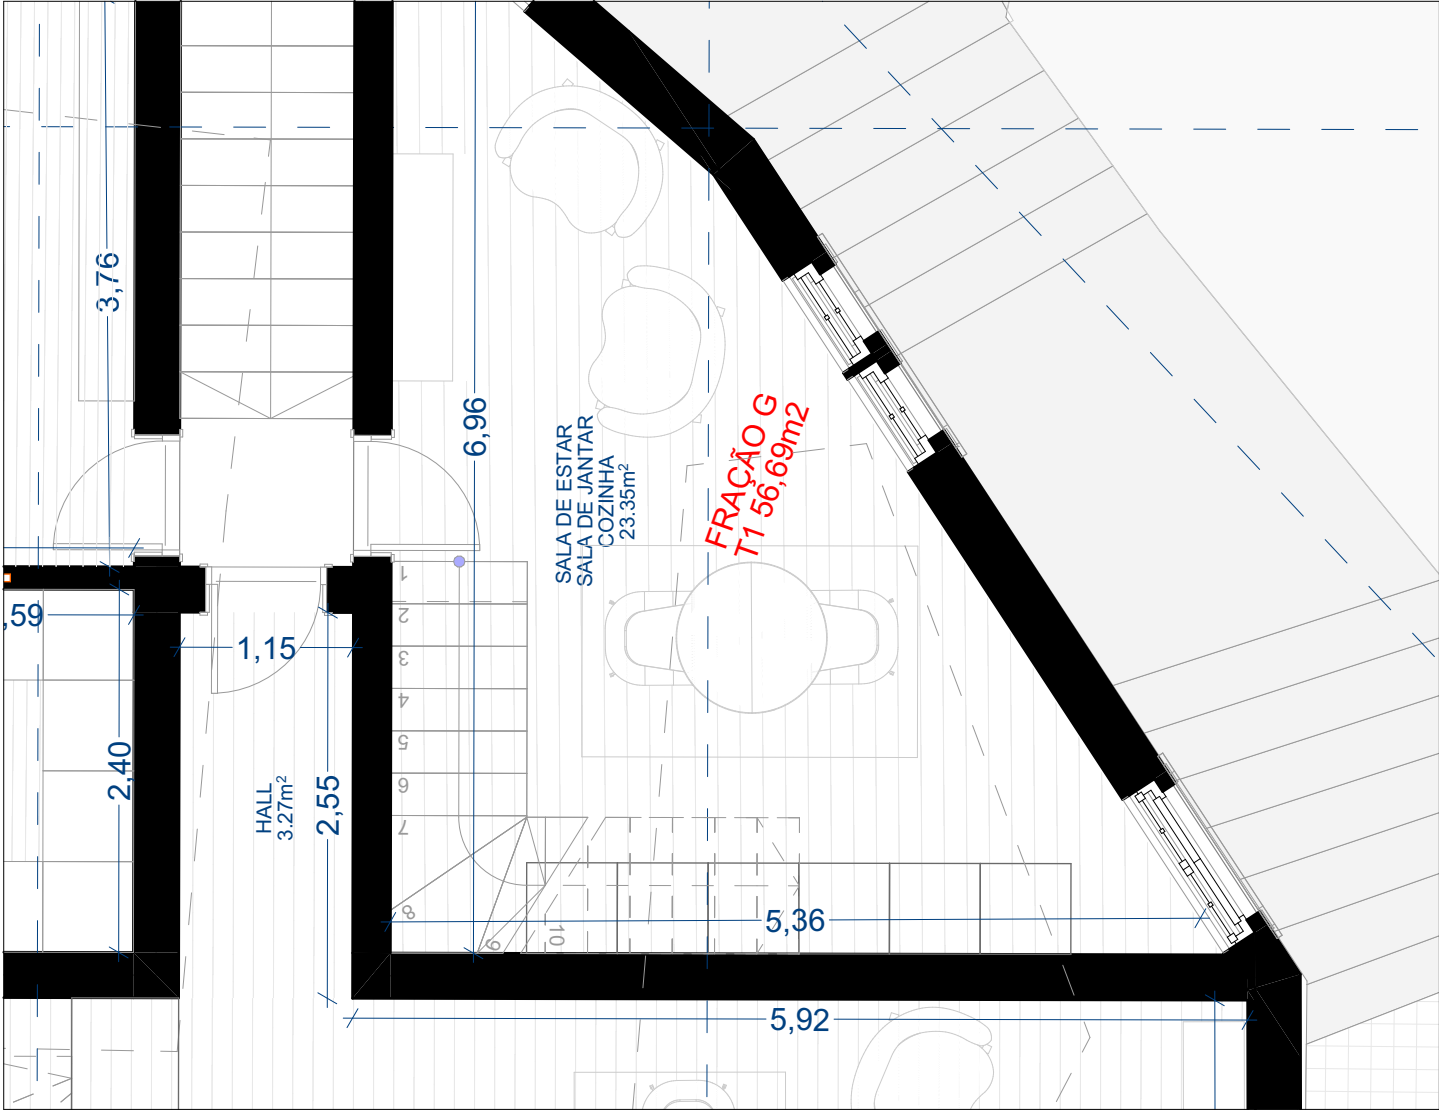 3,76
6,96
SALA DE ESTAR
SALA DE JANTAR
COZINHA
23.35m²
FRAÇÃO G
T1 56,69m2
,59
1,15
2,40
HALL
3.27m²
2,55
1
2
3
4
5
6
7
8
9
10
5,36
5,92